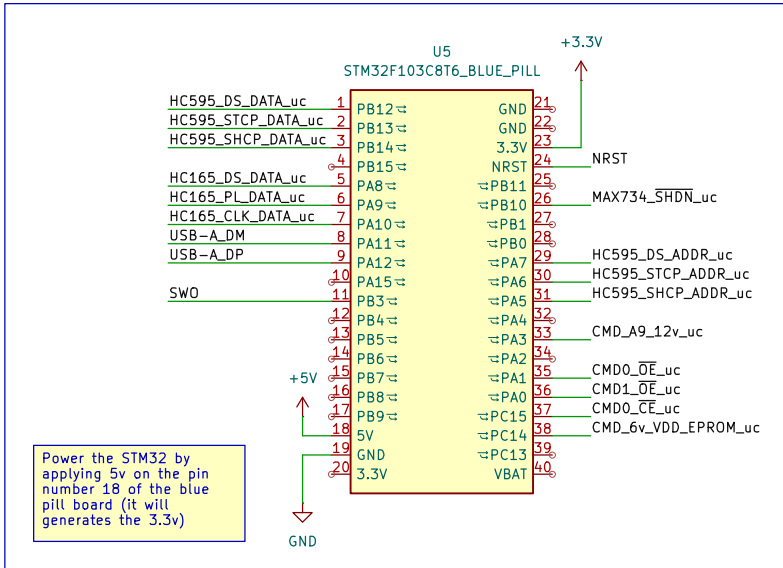 U5
STM32F103C8T6_BLUE_PILL
+3.3V
HC595_DS_DATA_uc 1 PB12 GND 21
HC595_STCP_DATA_uc 2 PB13 GND 22
HC595_SHCP_DATA_uc 3 PB14 3.3V 23
4 PB15 NRST 24 NRST
HC165_DS_DATA_uc 5 PA8 PB11 25
HC165_PL_DATA_uc 6 PA9 PB10 26 MAX734_SHDN_uc
HC165_CLK_DATA_uc 7 PA10 PB1 27
USB-A_DM 8 PA11 PB0 28
USB-A_DP 9 PA12 PA7 29 HC595_DS_ADDR_uc
10 PA15 PA6 30 HC595_STCP_ADDR_uc
SWO 11 PB3 PA5 31 HC595_SHCP_ADDR_uc
12 PB4 PA4 32
13 PB5 PA3 33 CMD_A9_12v_uc
14 PB6 PA2 34
15 PB7 PA1 35 CMD0_OE_uc
+5V
16 PB8 PA0 36 CMD1_OE_uc
17 PB9 PC15 37 CMD0_CE_uc
18 5V PC14 38 CMD_6v_VDD_EPROM_uc
19 GND PC13 39
20 3.3V VBAT 40
GND
Power the STM32 by
applying 5v on the pin
number 18 of the blue
pill board (it will
generates the 3.3v)